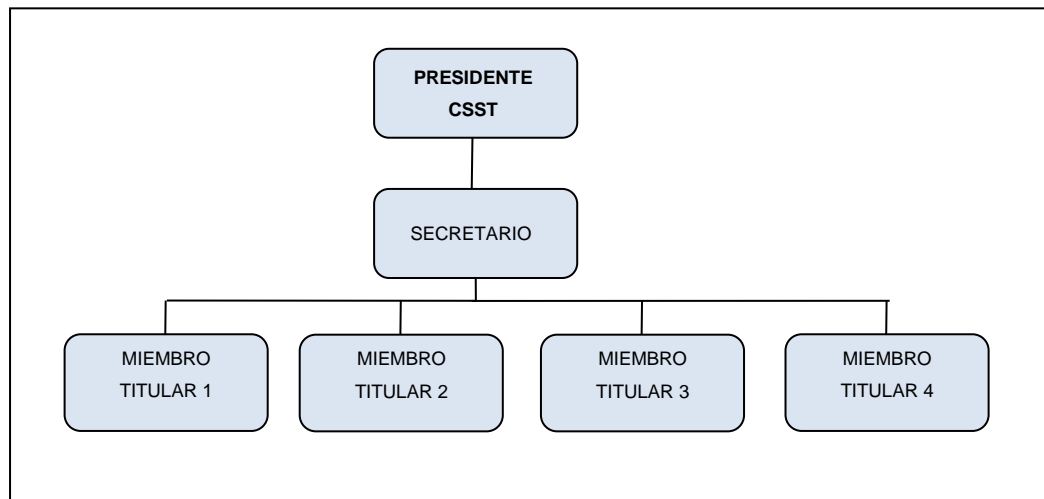 PRESIDENTE
CSST
SECRETARIO
MIEMBRO
TITULAR 1
MIEMBRO
TITULAR 2
MIEMBRO
TITULAR 3
MIEMBRO
TITULAR 4